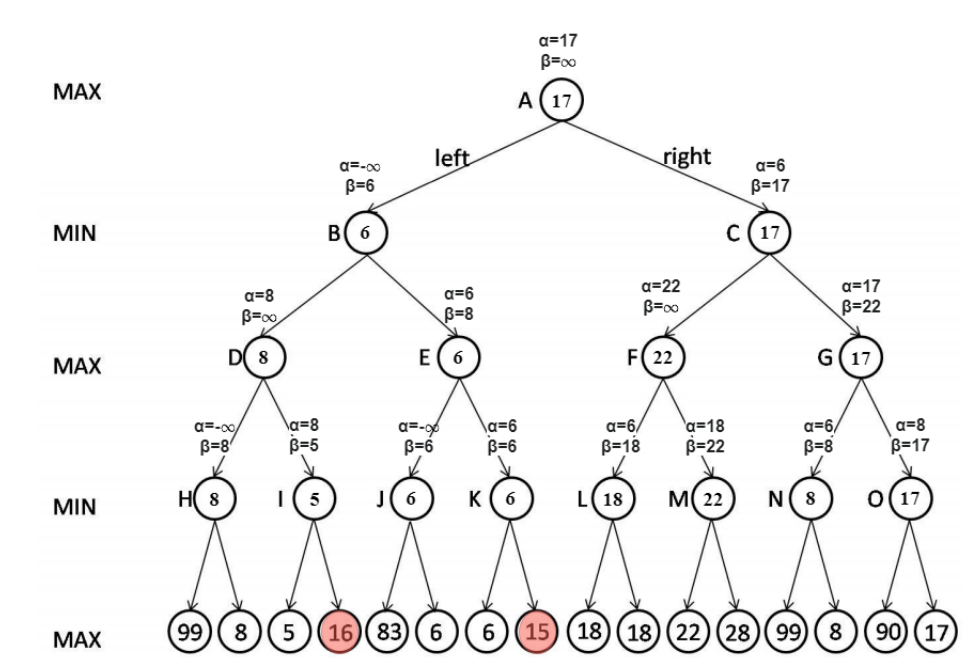 α=17
β=∞
MAX
A 17
left
right
α=-∞
β=6
α=6
β=17
MIN
B 6
C 17
α=8
β=∞
α=6
β=8
α=22
β=∞
α=17
β=22
MAX
D 8
E 6
F 22
G 17
α=-∞
β=8
α=8
β=5
α=-∞
β=6
α=6
β=6
α=6
β=18
α=18
β=22
α=6
β=8
α=8
β=17
MIN
H 8
I 5
J 6
K 6
L 18
M 22
N 8
O 17
MAX
99 8 5 16 83 6 6 15 18 18 22 28 99 8 90 17